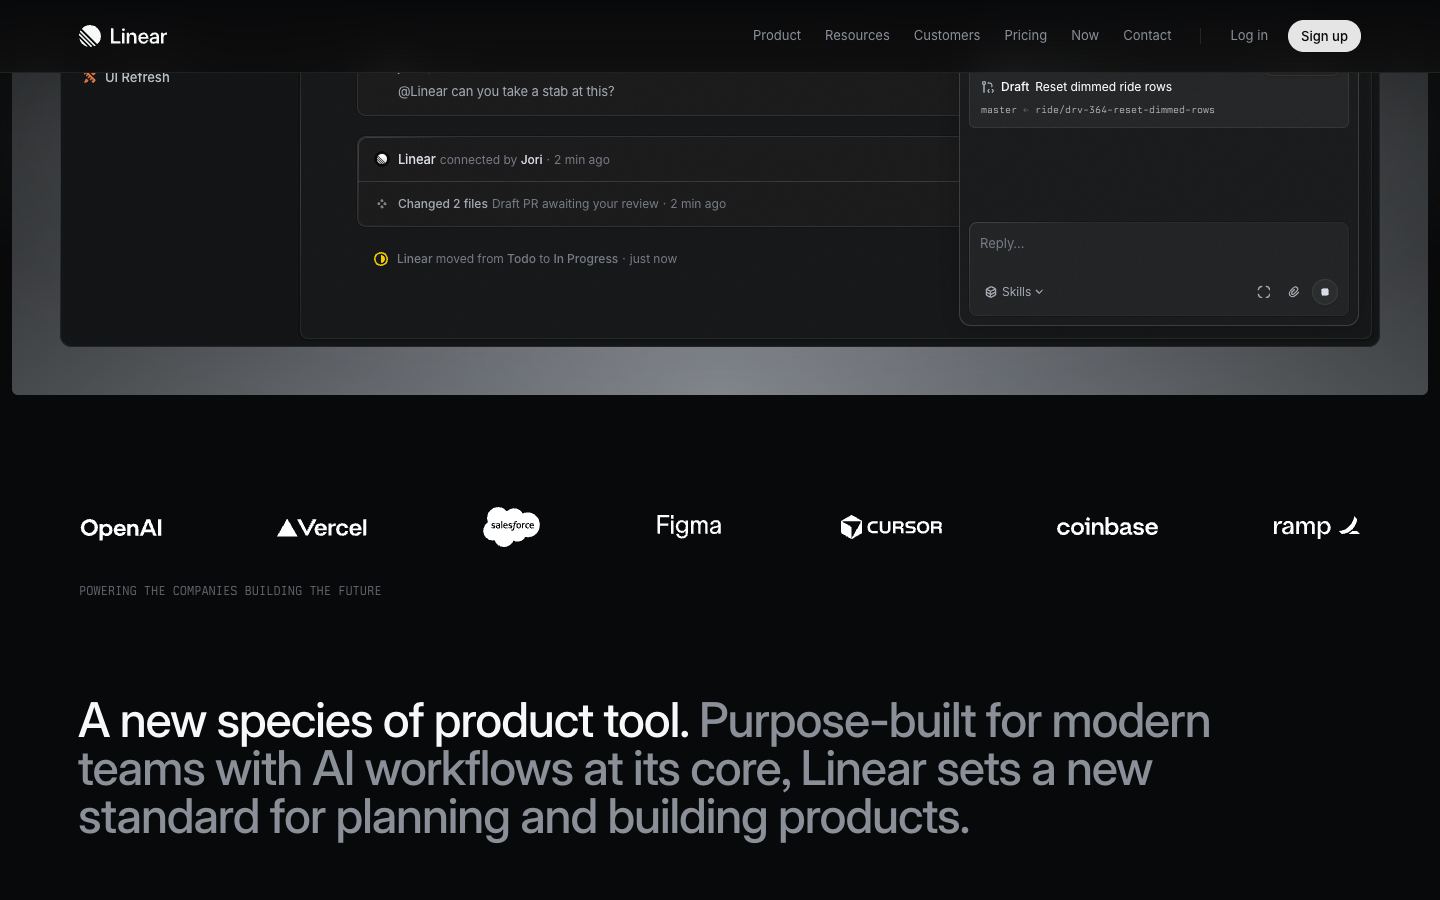 Linear
Product Resources Customers Pricing Now Contact Log in Sign up
UI Refresh
@Linear can you take a stab at this?
Linear connected by Jori · 2 min ago
Changed 2 files Draft PR awaiting your review · 2 min ago
Linear moved from Todo to In Progress · just now
Draft Reset dimmed ride rows
master ← ride/drv-364-reset-dimmed-rows
Reply...
Skills
OpenAI Vercel salesforce Figma CURSOR coinbase ramp
POWERING THE COMPANIES BUILDING THE FUTURE
A new species of product tool. Purpose-built for modern
teams with AI workflows at its core, Linear sets a new
standard for planning and building products.